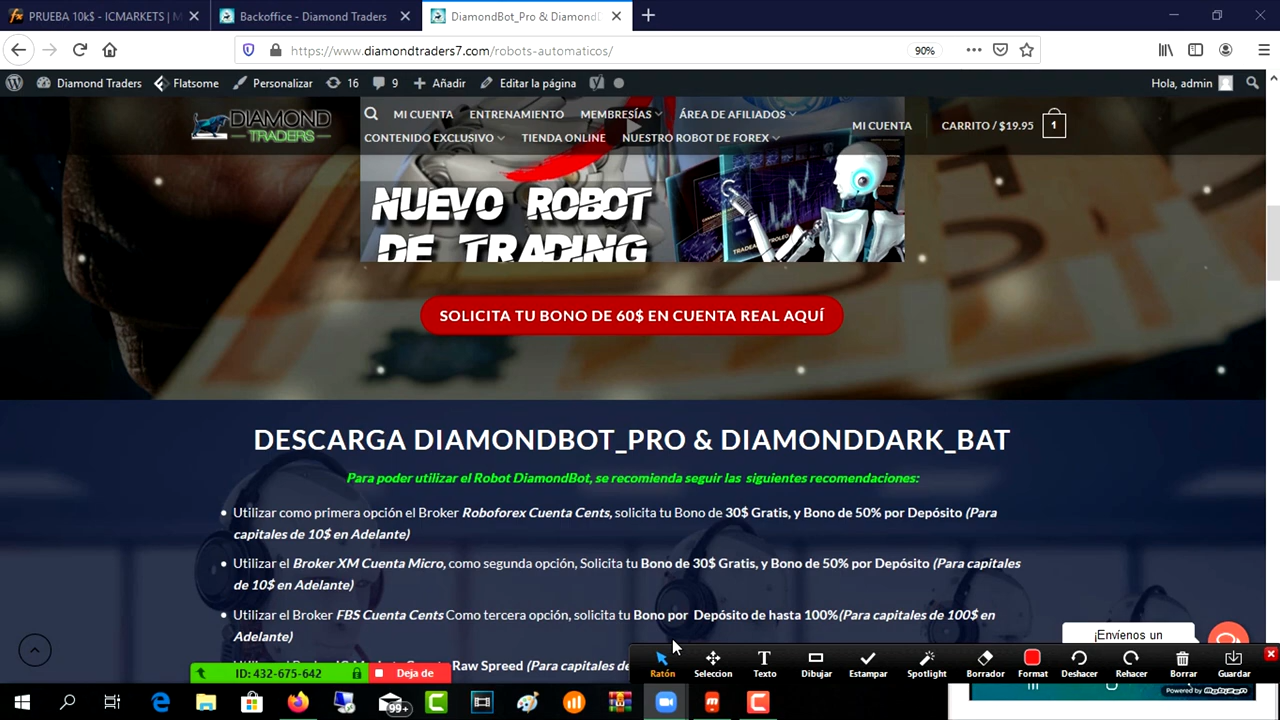 PRUEBA 10k$ - ICMARKETS | M
Backoffice - Diamond Traders
DiamondBot_Pro & DiamondD
https://www.diamondtraders7.com/robots-automaticos/
90%
Diamond Traders
Flatsome
Personalizar
16
9
Añadir
Editar la página
Hola, admin
DIAMOND
TRADERS
MI CUENTA
ENTRENAMIENTO
MEMBRESÍAS
ÁREA DE AFILIADOS
CONTENIDO EXCLUSIVO
TIENDA ONLINE
NUESTRO ROBOT DE FOREX
MI CUENTA
CARRITO / $19.95
1
NUEVO ROBOT
DE TRADING
SOLICITA TU BONO DE 60$ EN CUENTA REAL AQUÍ
DESCARGA DIAMONDBOT_PRO & DIAMONDDARK_BAT
Para poder utilizar el Robot DiamondBot, se recomienda seguir las siguientes recomendaciones:
Utilizar como primera opción el Broker Roboforex Cuenta Cents, solicita tu Bono de 30$ Gratis, y Bono de 50% por Depósito (Para
capitales de 10$ en Adelante)
Utilizar el Broker XM Cuenta Micro, como segunda opción, Solicita tu Bono de 30$ Gratis, y Bono de 50% por Depósito (Para capitales
de 10$ en Adelante)
Utilizar el Broker FBS Cuenta Cents Como tercera opción, solicita tu Bono por Depósito de hasta 100%(Para capitales de 100$ en
Adelante)
Raw Spreed (Para capitales de
¡Envíenos un
ID: 432-675-642
Deja de
Ratón
Seleccion
Texto
Dibujar
Estampar
Spotlight
Borrador
Format
Deshacer
Rehacer
Borrar
Guardar
99+
Powered by